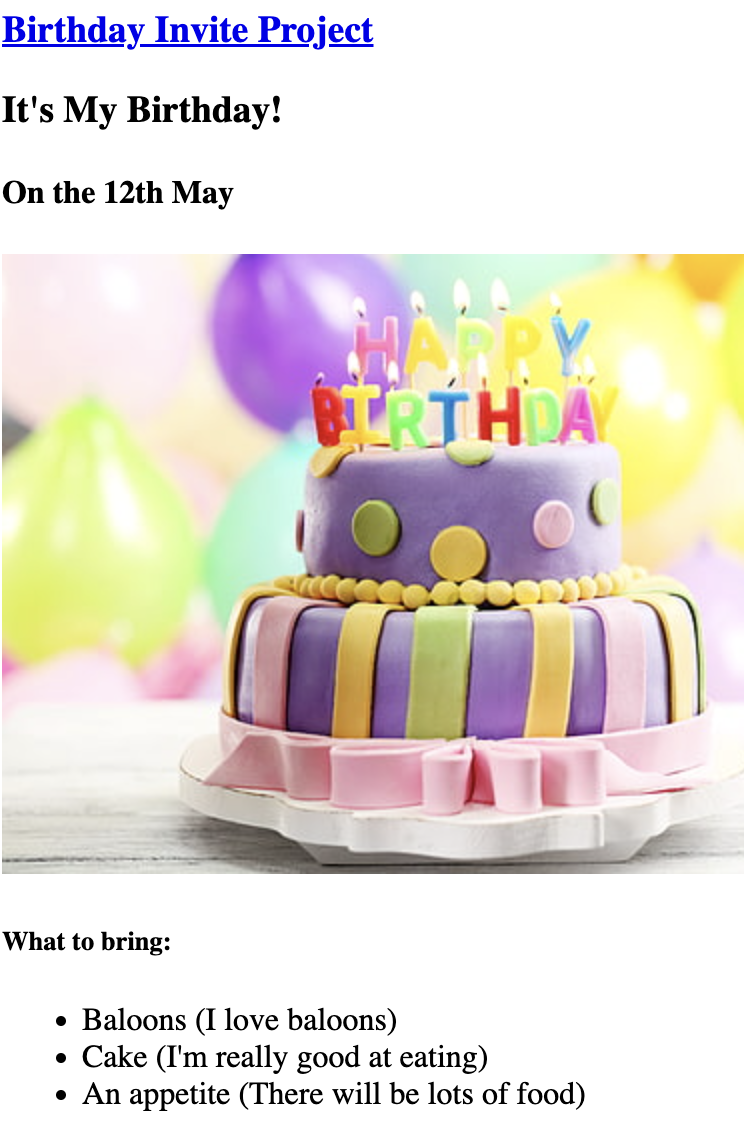 Birthday Invite Project
It's My Birthday!
On the 12th May
HAPPY
BIRTHDAY
What to bring:
Baloons (I love baloons)
Cake (I'm really good at eating)
An appetite (There will be lots of food)